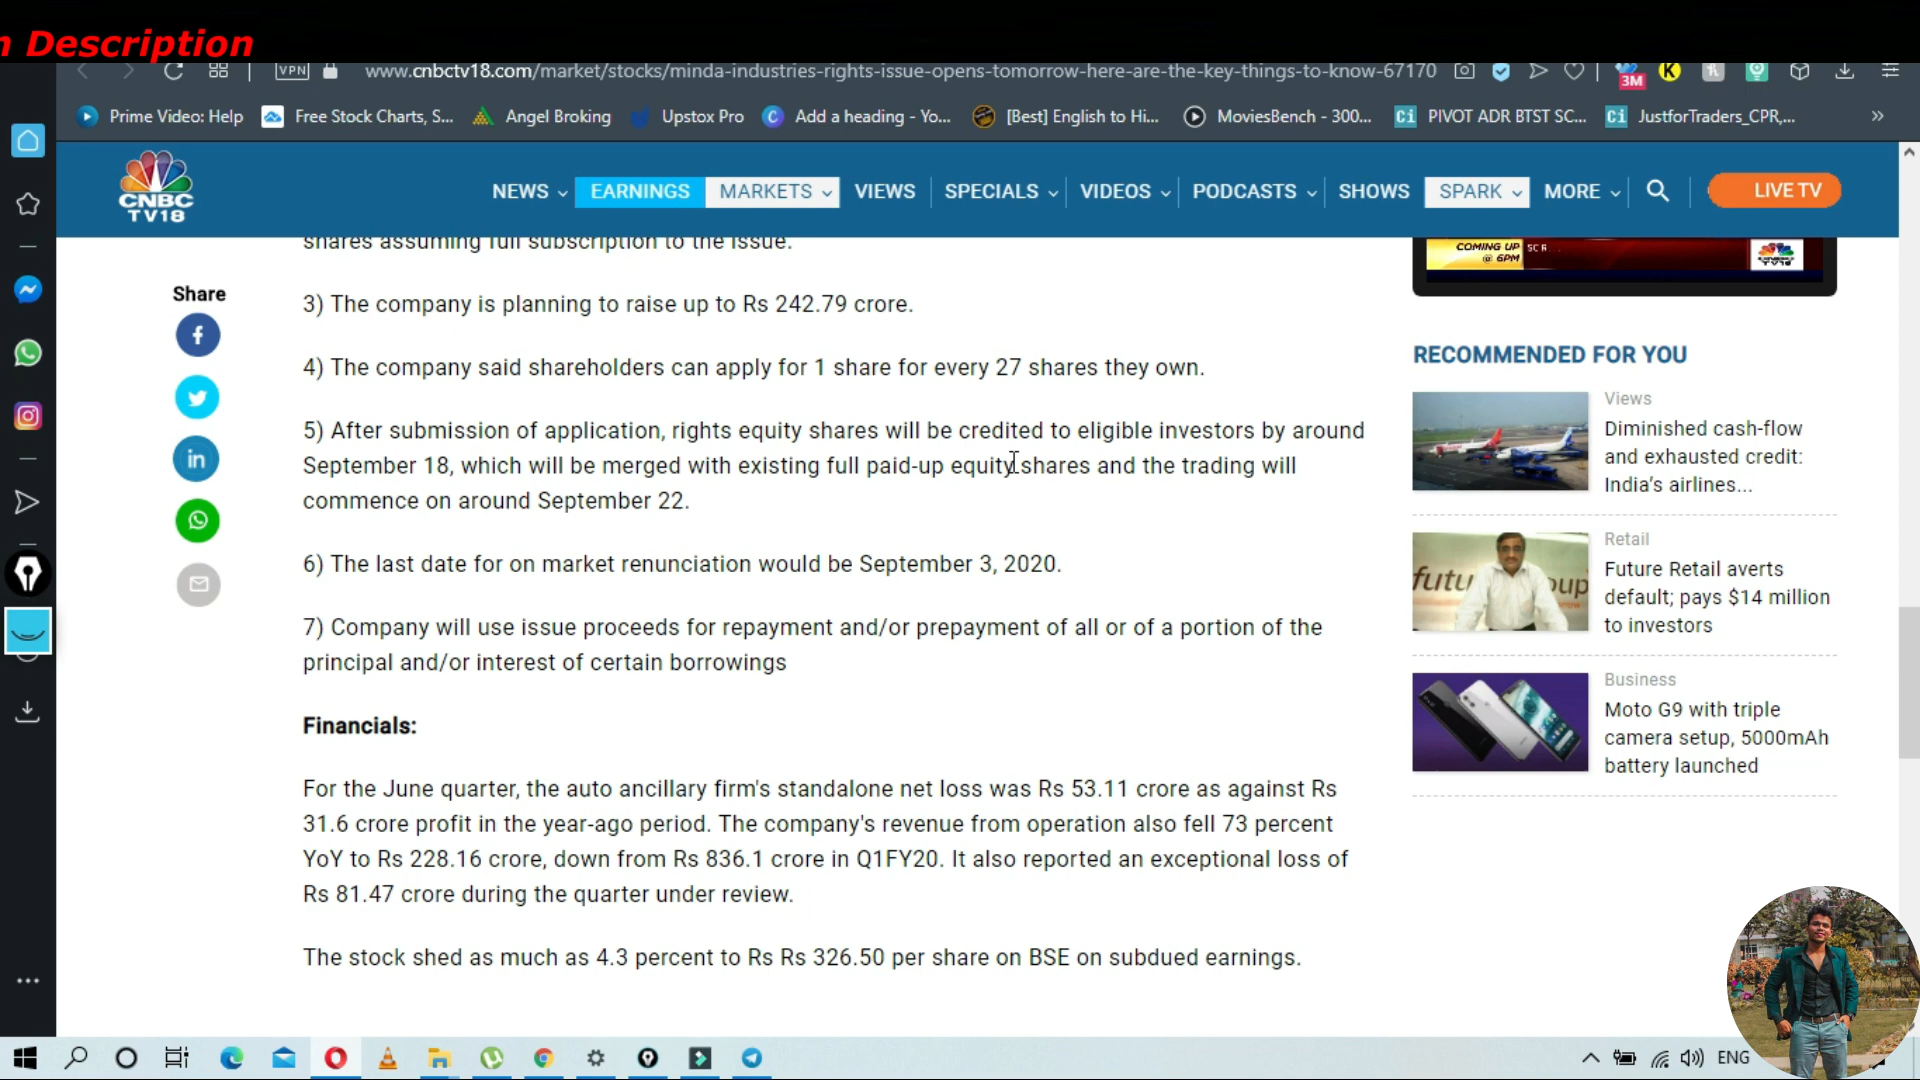 n Description
VPN
www.cnbctv18.com/market/stocks/minda-industries-rights-issue-opens-tomorrow-here-are-the-key-things-to-know-67170
3M
K
Prime Video: Help
Free Stock Charts, S...
Angel Broking
Upstox Pro
Add a heading - Yo...
[Best] English to Hi...
MoviesBench - 300...
Ci PIVOT ADR BTST SC...
Ci JustforTraders_CPR,...
CNBC
TV18
NEWS
EARNINGS
MARKETS
VIEWS
SPECIALS
VIDEOS
PODCASTS
SHOWS
SPARK
MORE
LIVE TV
shares assuming full subscription to the issue.
Share
3) The company is planning to raise up to Rs 242.79 crore.
4) The company said shareholders can apply for 1 share for every 27 shares they own.
5) After submission of application, rights equity shares will be credited to eligible investors by around
September 18, which will be merged with existing full paid-up equity shares and the trading will
commence on around September 22.
6) The last date for on market renunciation would be September 3, 2020.
7) Company will use issue proceeds for repayment and/or prepayment of all or of a portion of the
principal and/or interest of certain borrowings
Financials:
For the June quarter, the auto ancillary firm's standalone net loss was Rs 53.11 crore as against Rs
31.6 crore profit in the year-ago period. The company's revenue from operation also fell 73 percent
YoY to Rs 228.16 crore, down from Rs 836.1 crore in Q1FY20. It also reported an exceptional loss of
Rs 81.47 crore during the quarter under review.
The stock shed as much as 4.3 percent to Rs Rs 326.50 per share on BSE on subdued earnings.
COMING UP
@ 6PM
RECOMMENDED FOR YOU
Views
Diminished cash-flow
and exhausted credit:
India's airlines...
Retail
Future Retail averts
default; pays $14 million
to investors
Business
Moto G9 with triple
camera setup, 5000mAh
battery launched
ENG